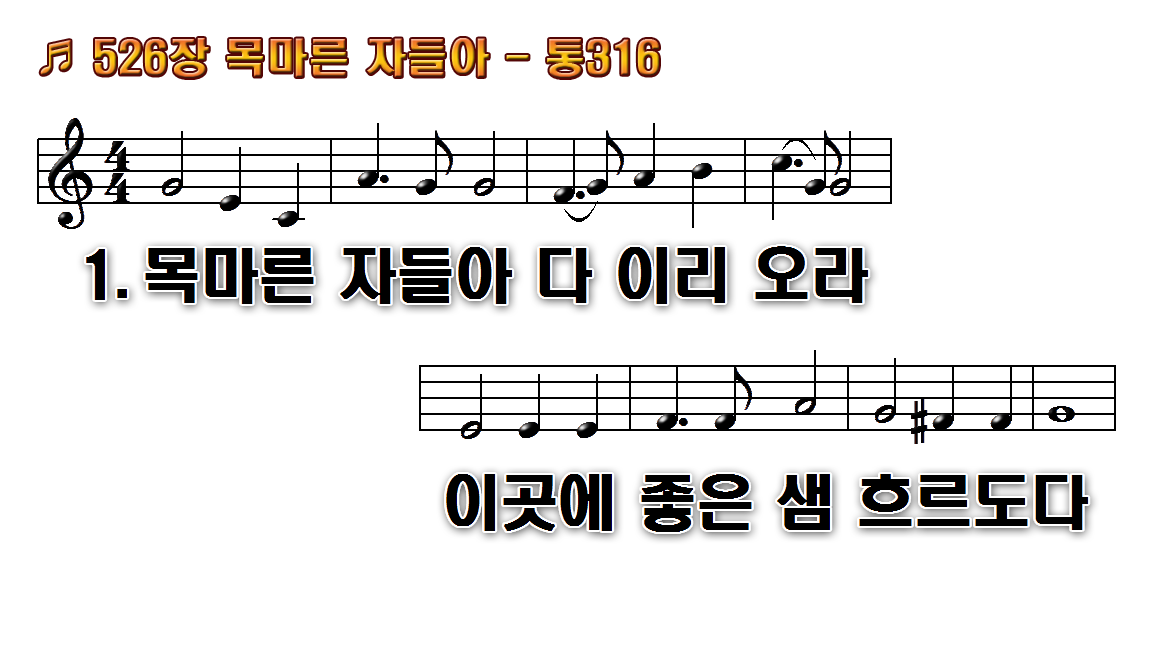 526장 목마른 자들아 - 통316
1. 목마른 자들아 다 이리 오라
이곳에 좋은 샘 흐르도다